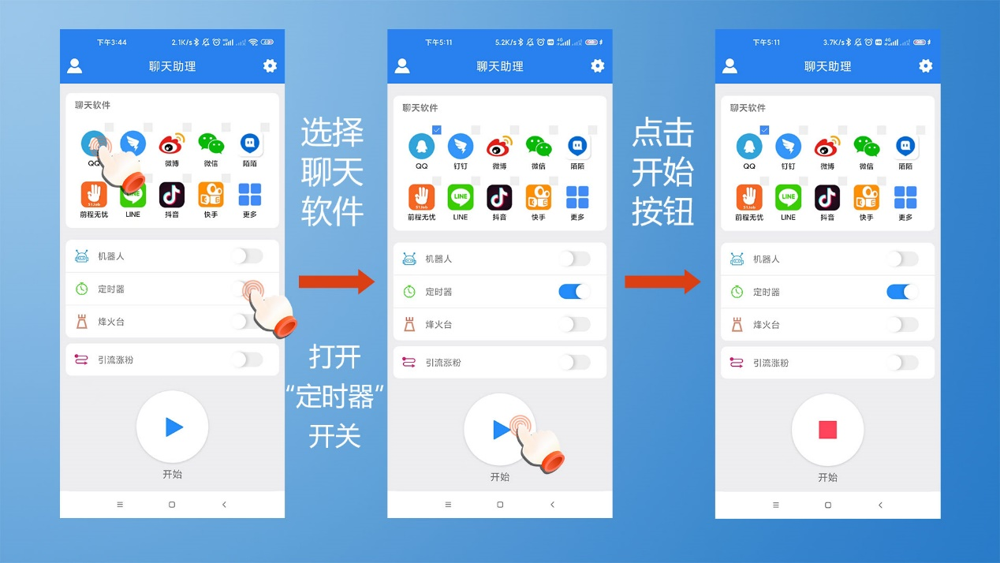 下午3:44
2.1K/s
聊天助理
聊天软件
QQ
微博
微信
陌陌
51Job
LINE
前程无忧
LINE
抖音
快手
更多
机器人
定时器
烽火台
引流涨粉
开始
选择
聊天
软件
打开
“定时器”
开关
下午5:11
5.2K/s
4G
聊天助理
聊天软件
QQ
钉钉
微博
微信
陌陌
51Job
LINE
前程无忧
LINE
抖音
快手
更多
机器人
定时器
烽火台
引流涨粉
开始
点击
开始
按钮
下午5:11
3.7K/s
4G
聊天助理
聊天软件
QQ
钉钉
微博
微信
陌陌
51Job
LINE
前程无忧
LINE
抖音
快手
更多
机器人
定时器
烽火台
引流涨粉
开始